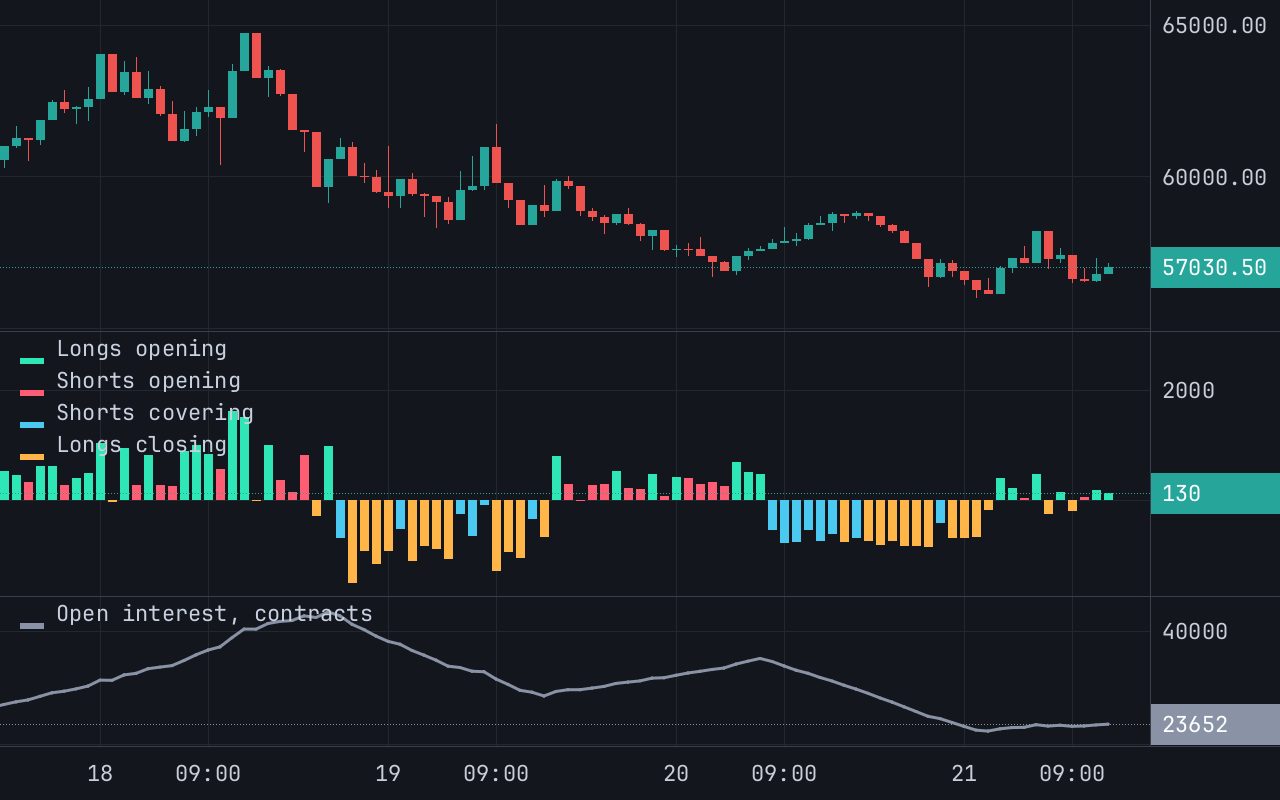 65000.00
60000.00
57030.50
Longs opening
Shorts opening
Shorts covering
Longs closing
2000
130
Open interest, contracts
40000
23652
18 09:00 19 09:00 20 09:00 21 09:00